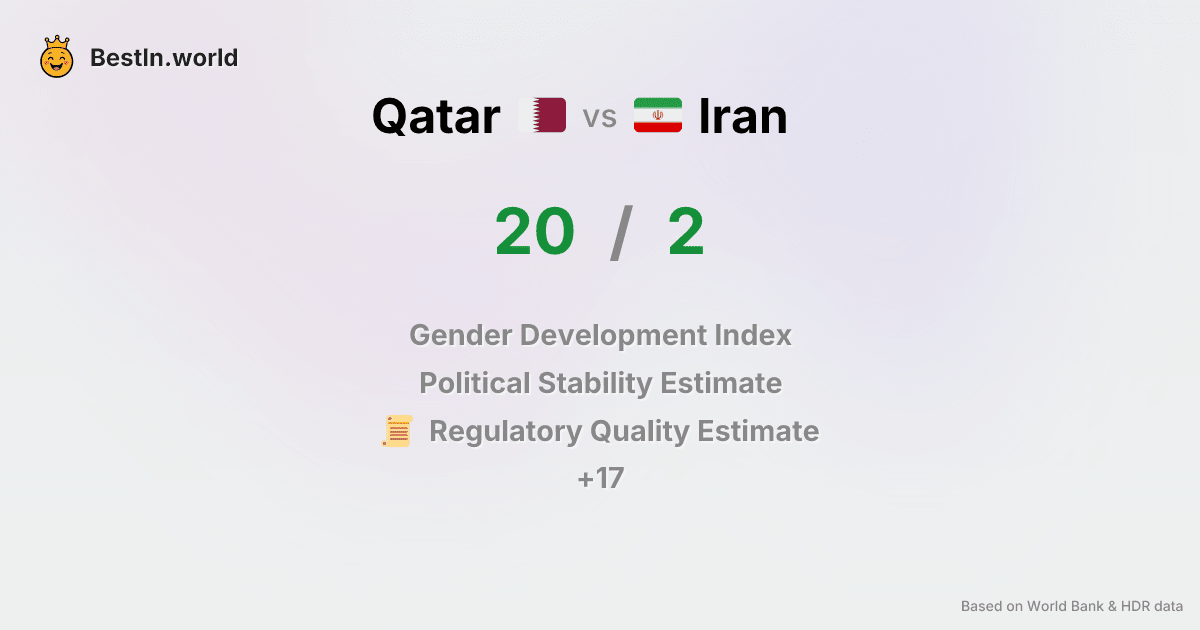 BestIn.world
Qatar vs Iran
20 / 2
Gender Development Index
Political Stability Estimate
Regulatory Quality Estimate
+17
Based on World Bank & HDR data